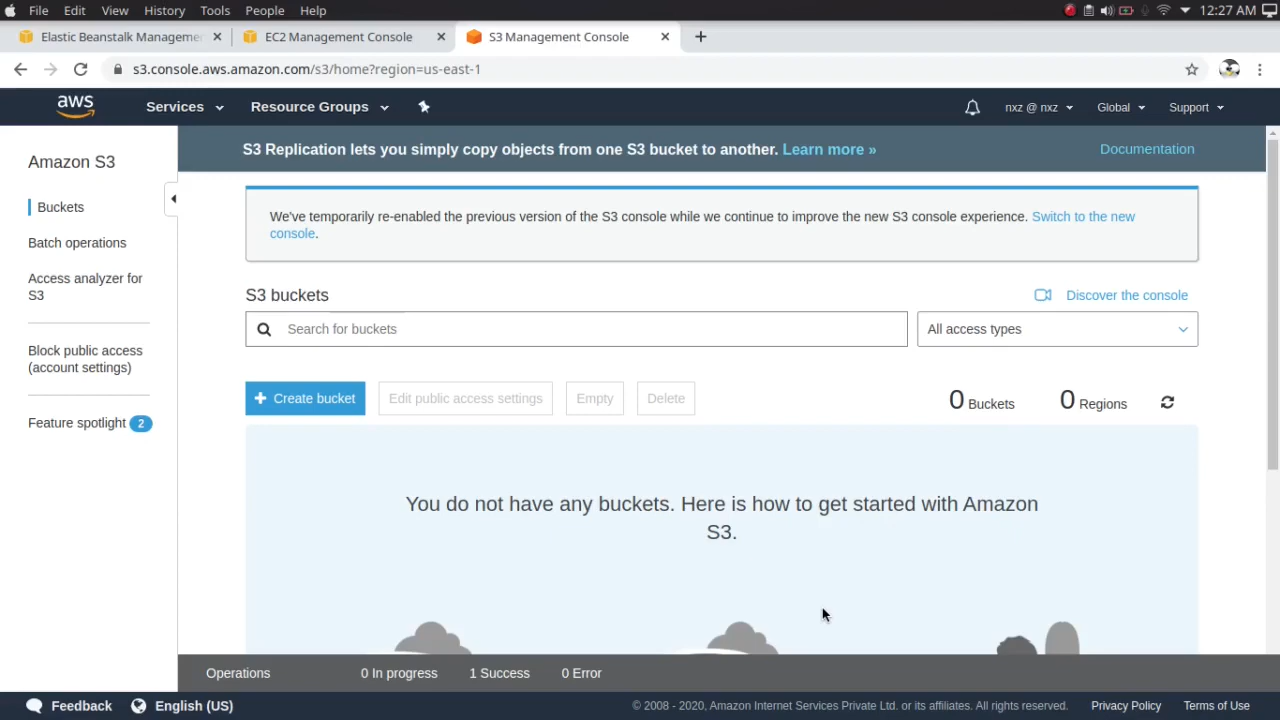 File Edit View History Tools People Help 12:27 AM
Elastic Beanstalk Manageme EC2 Management Console S3 Management Console
s3.console.aws.amazon.com/s3/home?region=us-east-1
aws Services Resource Groups nxz @ nxz Global Support
Amazon S3
Buckets
Batch operations
Access analyzer for
S3
Block public access
(account settings)
Feature spotlight 2
S3 Replication lets you simply copy objects from one S3 bucket to another. Learn more » Documentation
We've temporarily re-enabled the previous version of the S3 console while we continue to improve the new S3 console experience. Switch to the new
console.
S3 buckets Discover the console
Search for buckets All access types
Create bucket Edit public access settings Empty Delete 0 Buckets 0 Regions
You do not have any buckets. Here is how to get started with Amazon
S3.
Operations 0 In progress 1 Success 0 Error
Feedback English (US) © 2008 - 2020, Amazon Internet Services Private Ltd. or its affiliates. All rights reserved. Privacy Policy Terms of Use